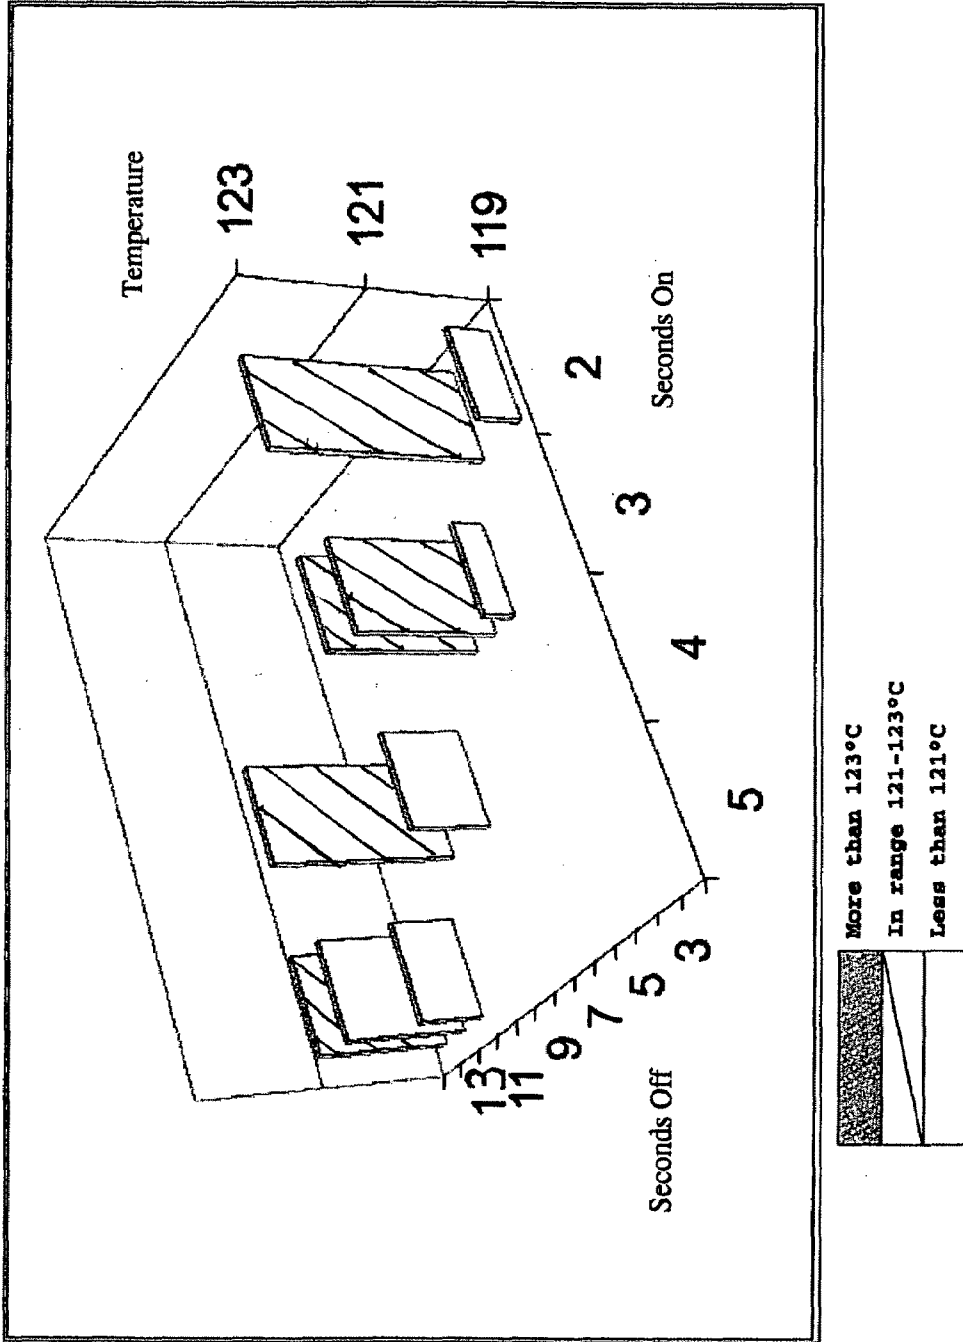 Temperature
123
121
119
2
3
4
5
Seconds On
3
5
7
9
11
13
Seconds Off
More than 123°C
In range 121-123°C
Less than 121°C